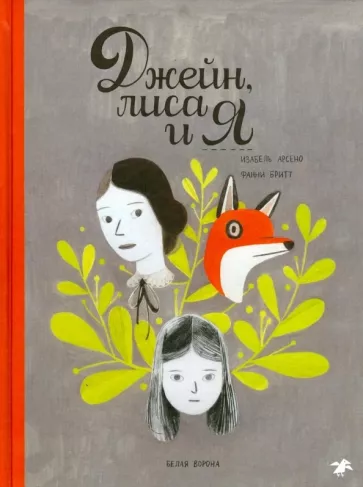 Джейн,
лиса
и Я
ИЗАБЕЛЬ АРСЕНО
ФАННИ БРИТТ
БЕЛАЯ ВОРОНА